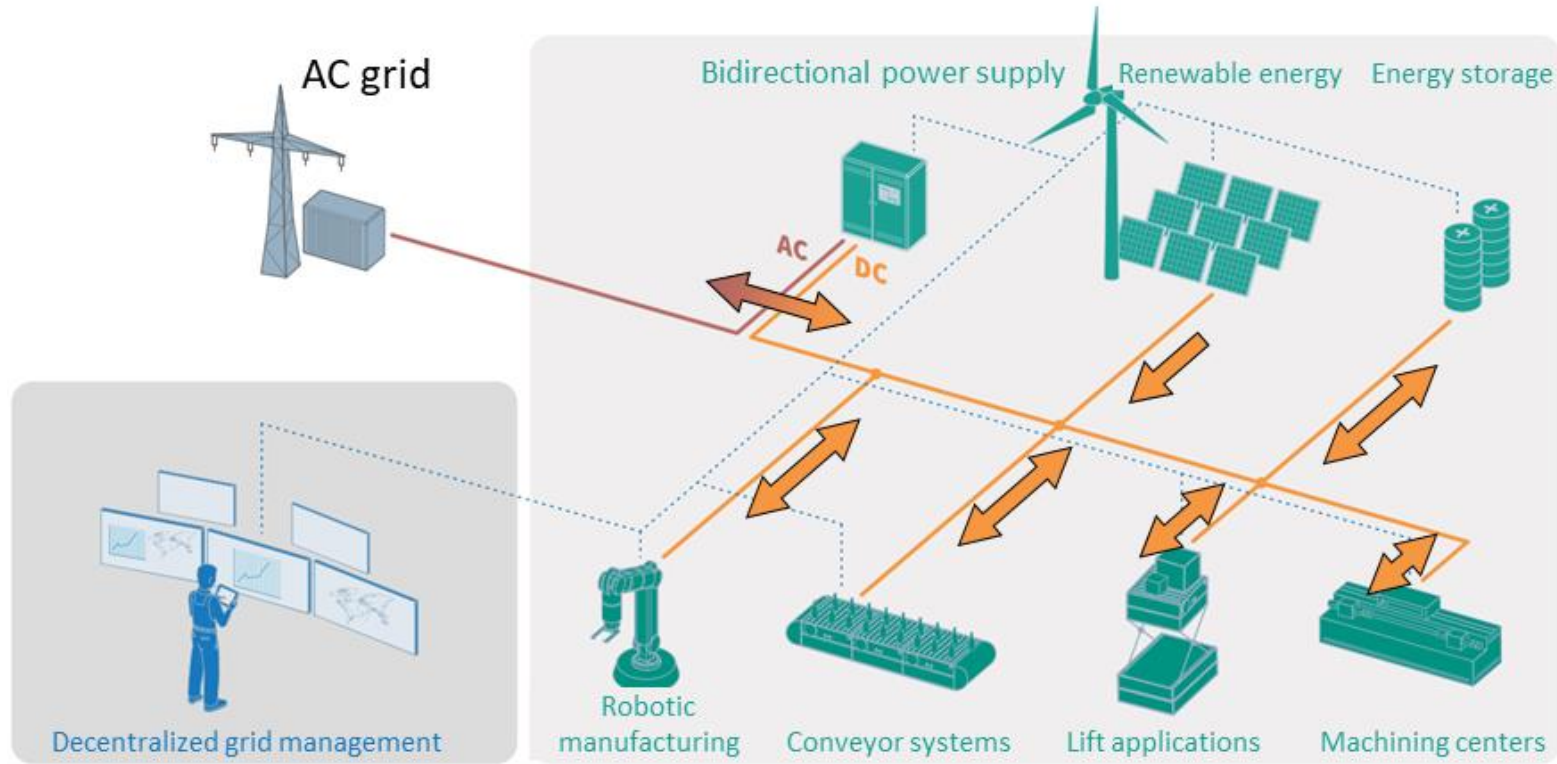 AC grid
Bidirectional power supply
Renewable energy
Energy storage
AC
DC
Decentralized grid management
Robotic
manufacturing
Conveyor systems
Lift applications
Machining centers